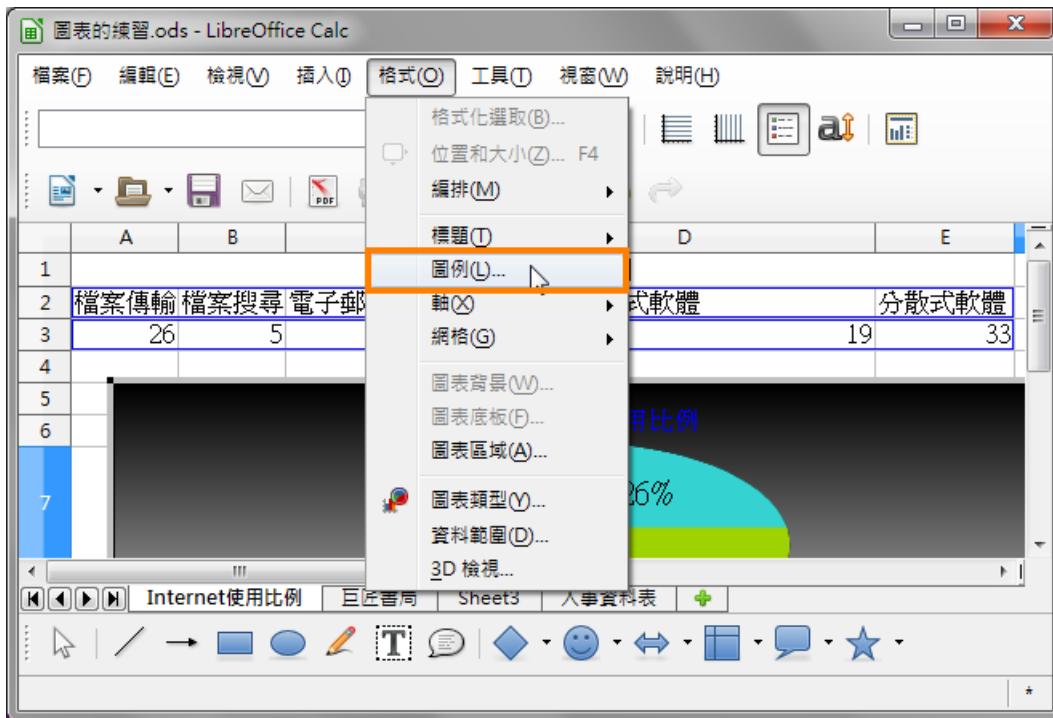 圖表的練習.ods - LibreOffice Calc
檔案(F) 編輯(E) 檢視(V) 插入(I) 格式(O) 工具(T) 視窗(W) 說明(H)
格式化選取(B)...
位置和大小(Z)... F4
編排(M)
標題(T)
圖例(L)...
軸(X)
網格(G)
圖表背景(W)...
圖表底板(F)...
圖表區域(A)...
圖表類型(Y)...
資料範圍(D)...
3D 檢視...
a
PDF
A B D E
1
2 檔案傳輸 檔案搜尋 電子郵 式軟體 分散式軟體
3 26 5 19 33
4
5
6 用比例
7 26%
Internet使用比例 巨匠書局 Sheet3 人事資料表
T
*